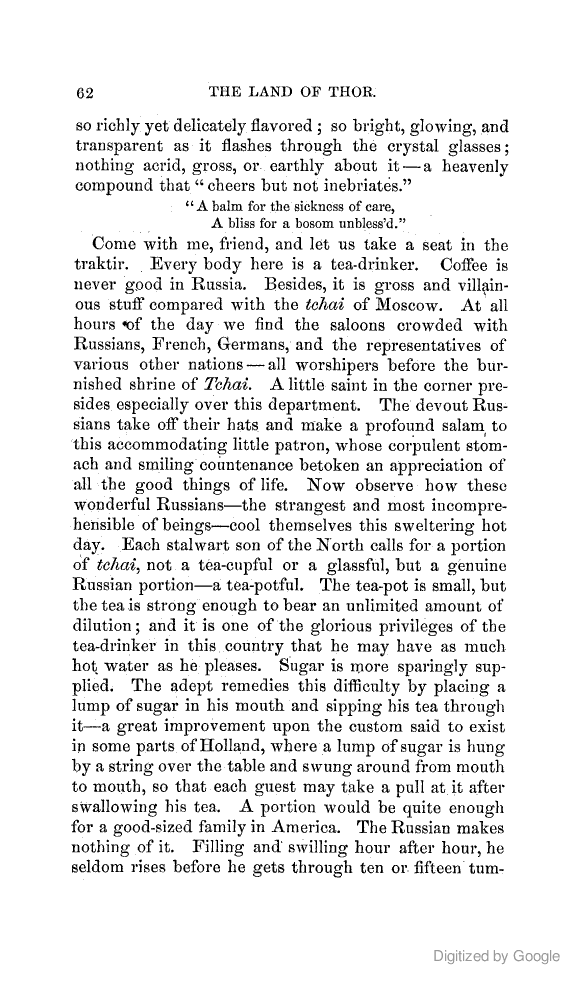 62 THE LAND OF THOR.
so richly yet delicately flavored ; so bright, glowing, and
transparent as it flashes through the crystal glasses ;
nothing acrid, gross, or earthly about it — a heavenly
compound that “ cheers but not inebriates.”
“ A balm for the sickness of care,
A bliss for a bosom unbless’d.”
Come with me, friend, and let us take a seat in the
traktir. Every body here is a tea-drinker. Coffee is
never good in Russia. Besides, it is gross and villain-
ous stuff compared with the tchai of Moscow. At all
hours of the day we find the saloons crowded with
Russians, French, Germans, and the representatives of
various other nations — all worshipers before the bur-
nished shrine of Tchai. A little saint in the corner pre-
sides especially over this department. The devout Rus-
sians take off their hats and make a profound salam to
this accommodating little patron, whose corpulent stom-
ach and smiling countenance betoken an appreciation of
all the good things of life. Now observe how these
wonderful Russians—the strangest and most incompre-
hensible of beings—cool themselves this sweltering hot
day. Each stalwart son of the North calls for a portion
of tchai, not a tea-cupful or a glassful, but a genuine
Russian portion—a tea-potful. The tea-pot is small, but
the tea is strong enough to bear an unlimited amount of
dilution ; and it is one of the glorious privileges of the
tea-drinker in this country that he may have as much
hot water as he pleases. Sugar is more sparingly sup-
plied. The adept remedies this difficulty by placing a
lump of sugar in his mouth and sipping his tea through
it—a great improvement upon the custom said to exist
in some parts of Holland, where a lump of sugar is hung
by a string over the table and swung around from mouth
to mouth, so that each guest may take a pull at it after
swallowing his tea. A portion would be quite enough
for a good-sized family in America. The Russian makes
nothing of it. Filling and swilling hour after hour, he
seldom rises before he gets through ten or fifteen tum-
Digitized by Google